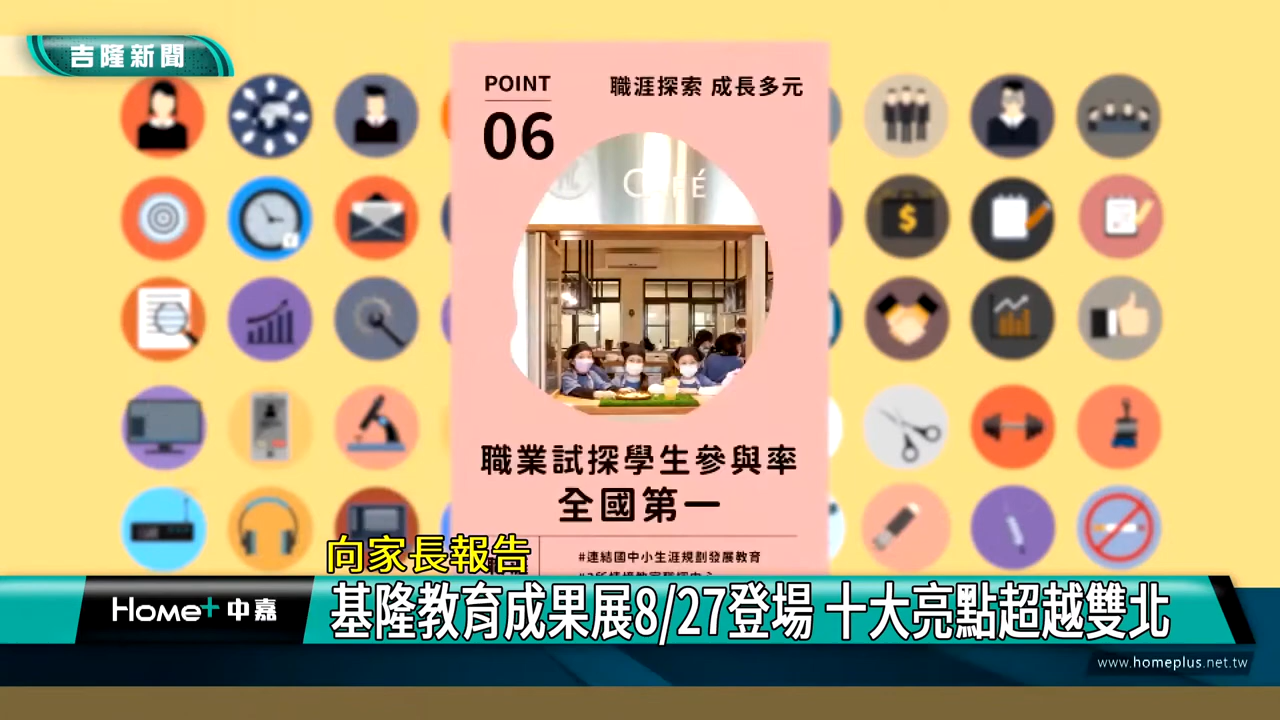 吉隆新聞
POINT
06
職涯探索 成長多元
CAFÉ
職業試探學生參與率
全國第一
#連結國中小生涯規劃發展教育
向家長報告
Home+中嘉
基隆教育成果展8/27登場 十大亮點超越雙北
www.homeplus.net.tw